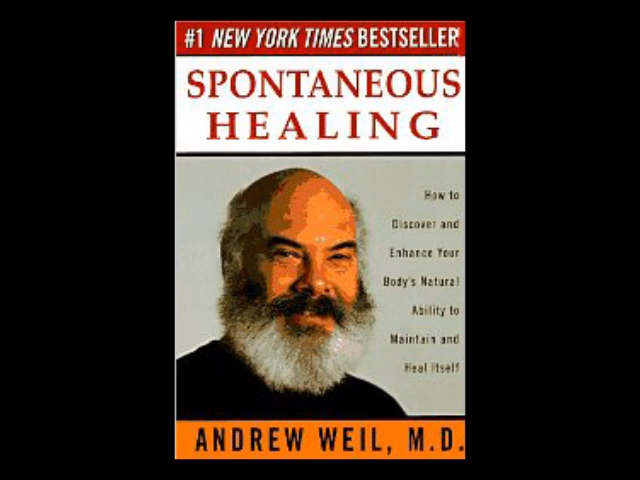 #1 NEW YORK TIMES BESTSELLER
SPONTANEOUS
HEALING
How to
Discover and
Enhance Your
Body's Natural
Ability to
Maintain and
Heal Itself
ANDREW WEIL, M.D.